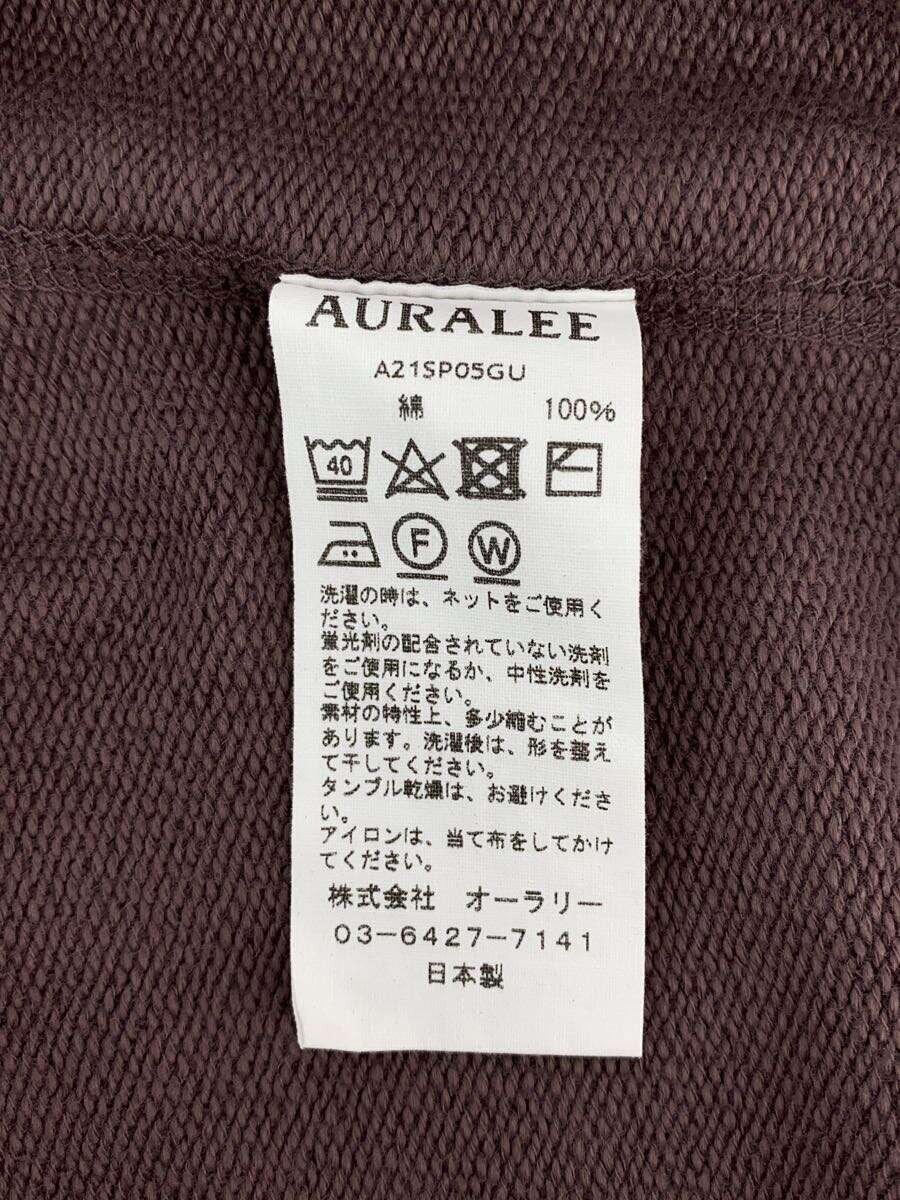 AURALEE
A21SP05GU
綿 100%
40
F W
洗濯の時は、ネットをご使用く
ださい。
蛍光剤の配合されていない洗剤
をご使用になるか、中性洗剤を
ご使用ください。
素材の特性上、多少縮むことが
あります。洗濯後は、形を整え
て干してください。
タンブル乾燥は、お避けくださ
い。
アイロンは、当て布をしてかけ
てください。
株式会社 オーラリー
03-6427-7141
日本製